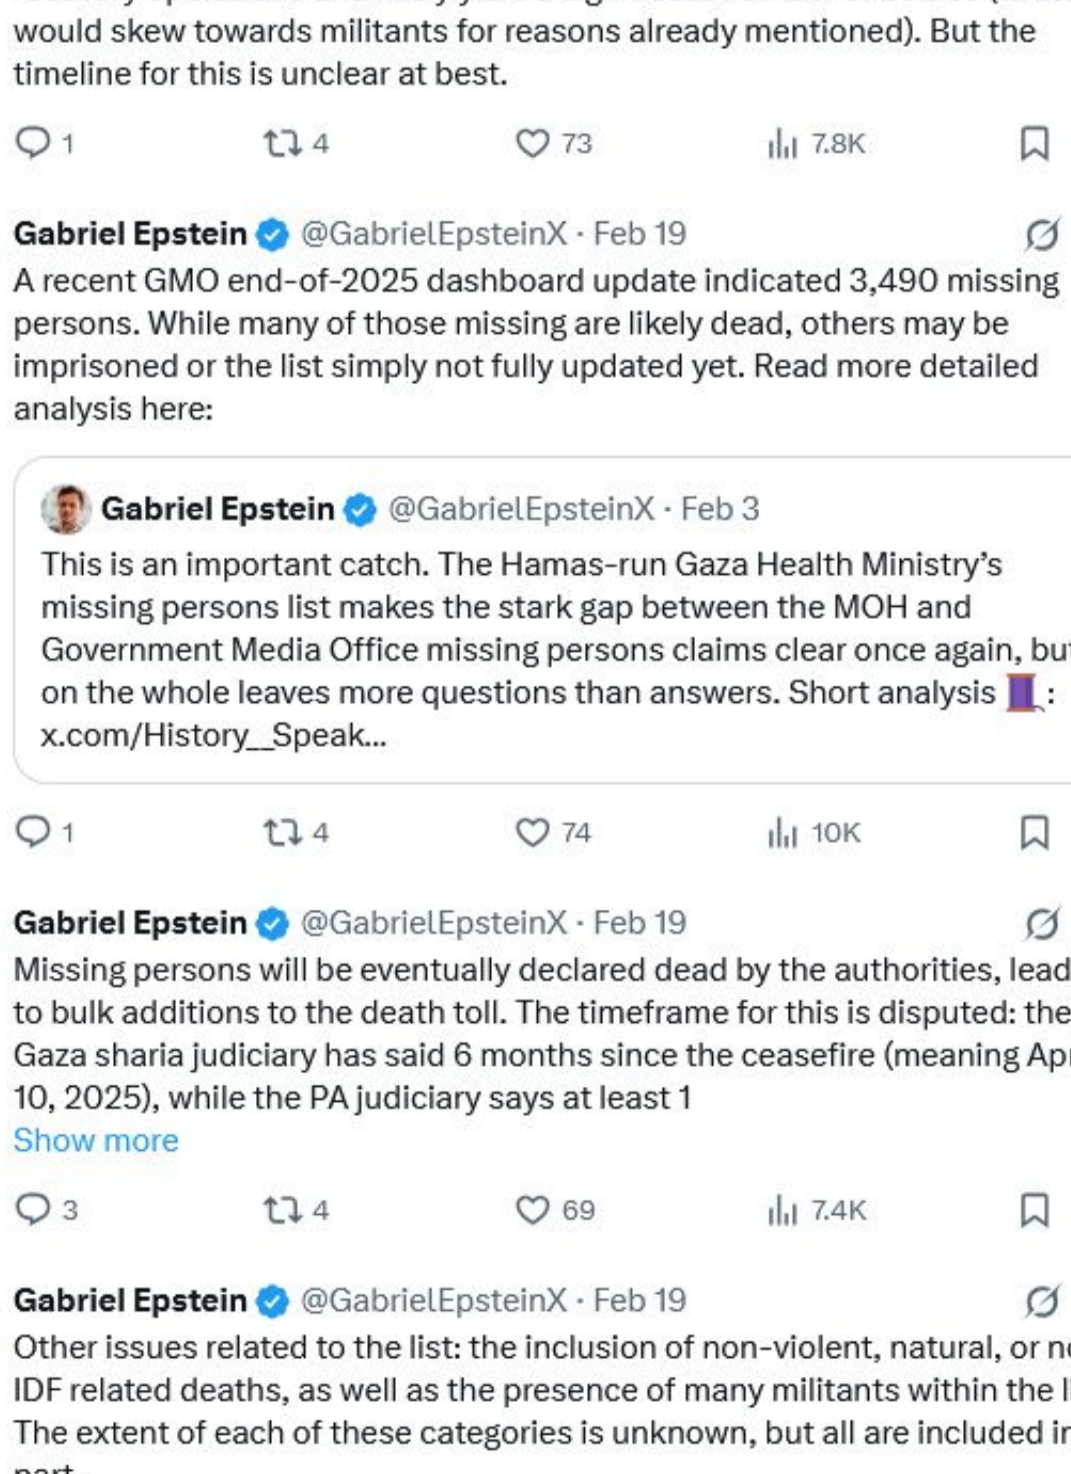 would skew towards militants for reasons already mentioned). But the
timeline for this is unclear at best.
1 4 73 7.8K
Gabriel Epstein @GabrielEpsteinX · Feb 19
A recent GMO end-of-2025 dashboard update indicated 3,490 missing
persons. While many of those missing are likely dead, others may be
imprisoned or the list simply not fully updated yet. Read more detailed
analysis here:
Gabriel Epstein @GabrielEpsteinX · Feb 3
This is an important catch. The Hamas-run Gaza Health Ministry’s
missing persons list makes the stark gap between the MOH and
Government Media Office missing persons claims clear once again, but
on the whole leaves more questions than answers. Short analysis 🧵:
x.com/History__Speak...
1 4 74 10K
Gabriel Epstein @GabrielEpsteinX · Feb 19
Missing persons will be eventually declared dead by the authorities, lead
to bulk additions to the death toll. The timeframe for this is disputed: the
Gaza sharia judiciary has said 6 months since the ceasefire (meaning Apr
10, 2025), while the PA judiciary says at least 1
Show more
3 4 69 7.4K
Gabriel Epstein @GabrielEpsteinX · Feb 19
Other issues related to the list: the inclusion of non-violent, natural, or
IDF related deaths, as well as the presence of many militants within the
The extent of each of these categories is unknown, but all are included in